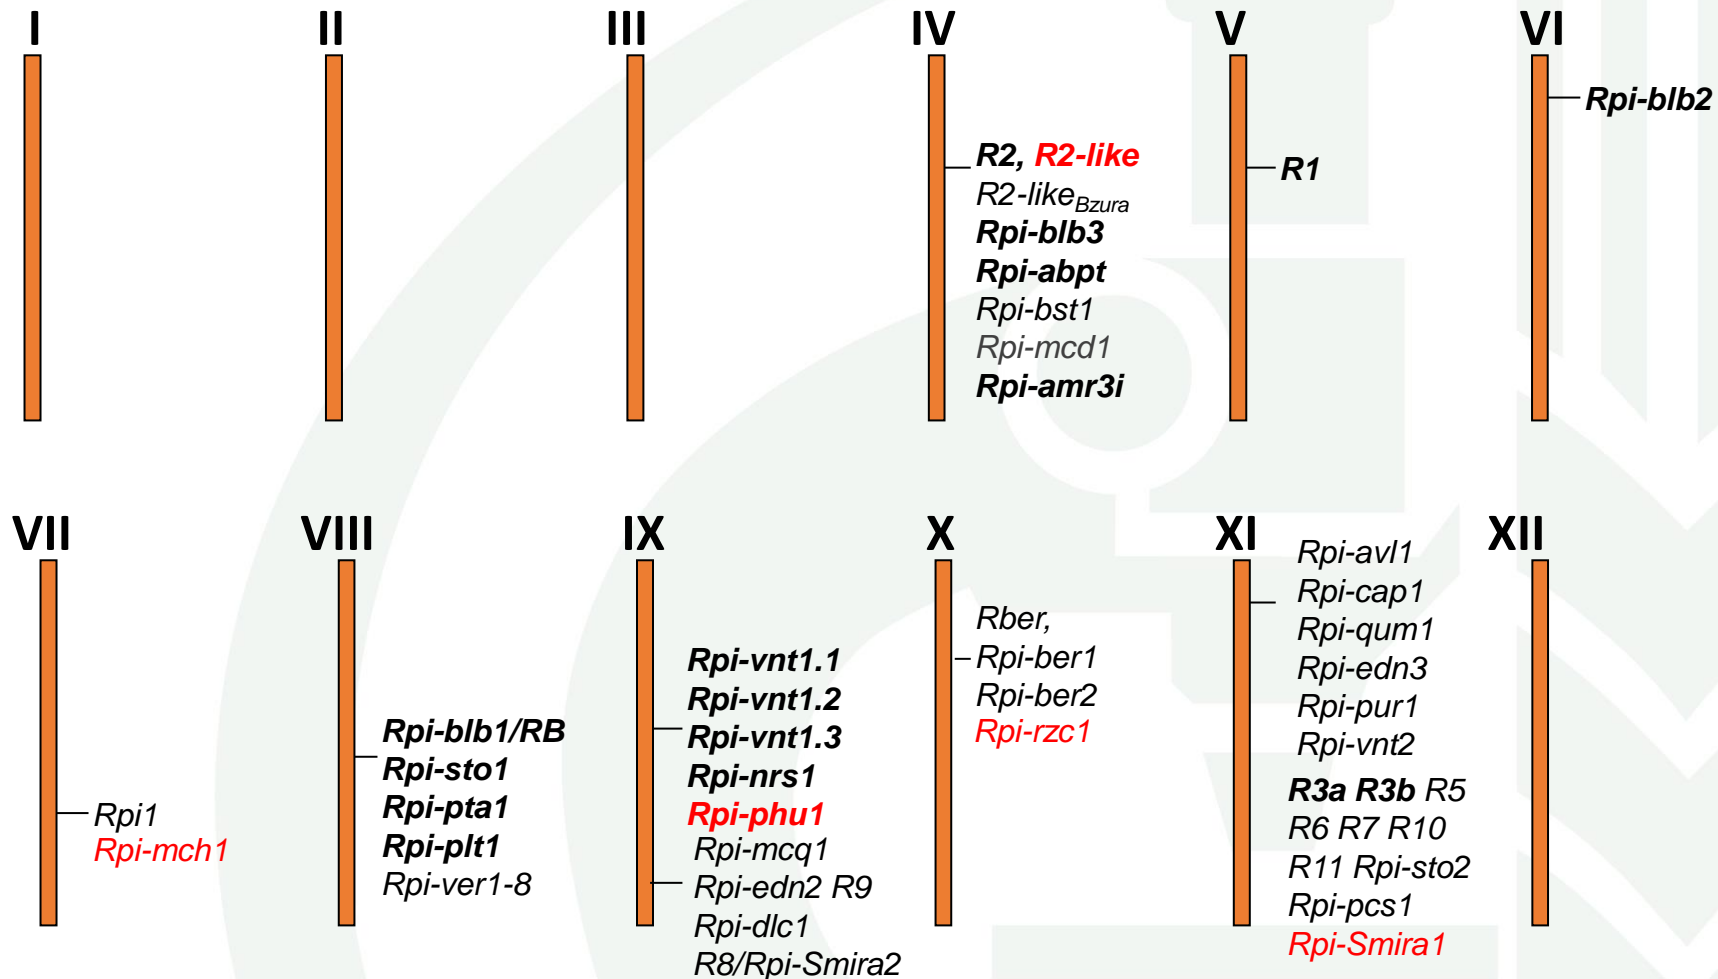 I
II
III
IV
V
VI
Rpi-blb2
R2, R2-like
R2-likeBzura
Rpi-blb3
Rpi-abpt
Rpi-bst1
Rpi-mcd1
Rpi-amr3i
R1
VII
VIII
IX
X
XI
XII
Rpi1
Rpi-mch1
Rpi-blb1/RB
Rpi-sto1
Rpi-pta1
Rpi-plt1
Rpi-ver1-8
Rpi-vnt1.1
Rpi-vnt1.2
Rpi-vnt1.3
Rpi-nrs1
Rpi-phu1
Rpi-mcq1
Rpi-edn2 R9
Rpi-dlc1
R8/Rpi-Smira2
Rber,
Rpi-ber1
Rpi-ber2
Rpi-rzc1
Rpi-avl1
Rpi-cap1
Rpi-qum1
Rpi-edn3
Rpi-pur1
Rpi-vnt2
R3a R3b R5
R6 R7 R10
R11 Rpi-sto2
Rpi-pcs1
Rpi-Smira1